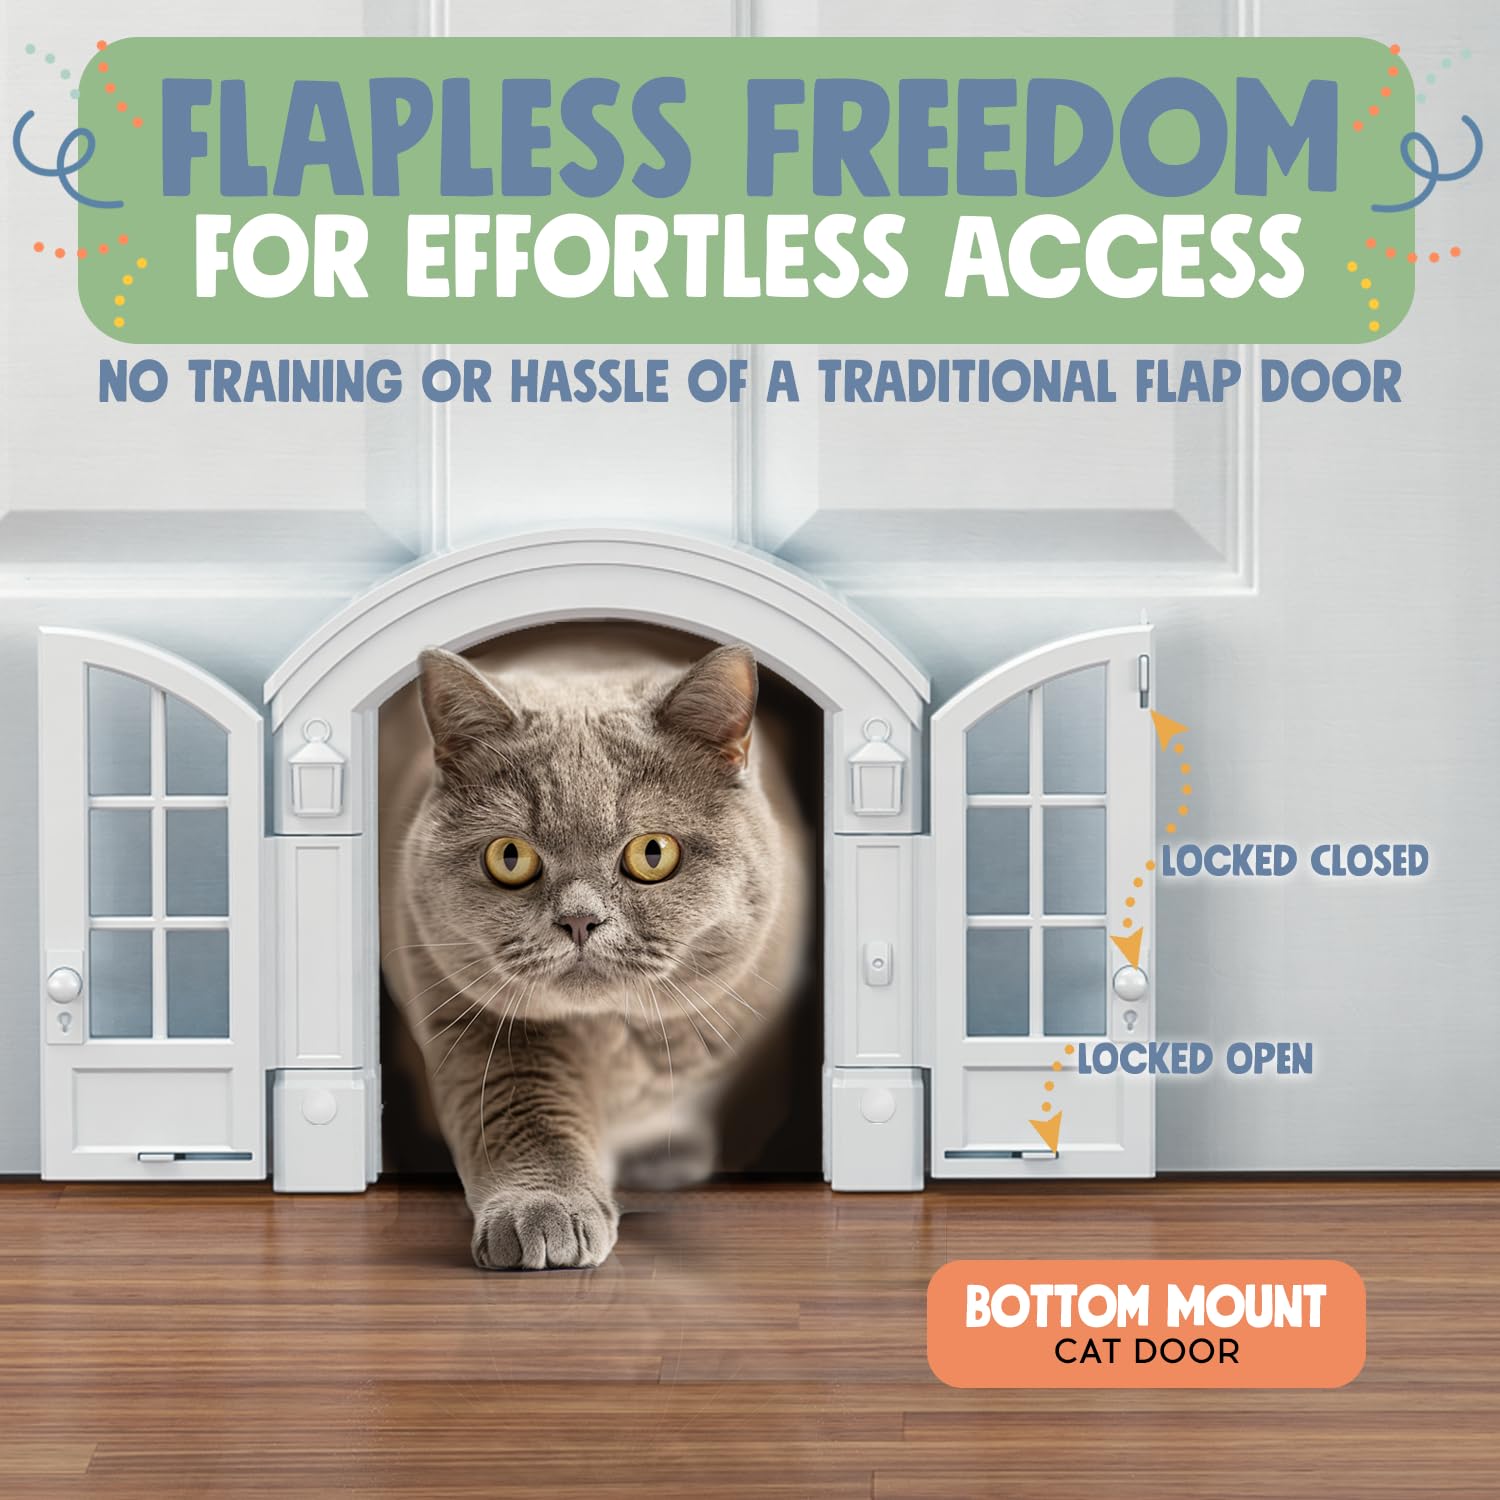 FLAPLESS FREEDOM
FOR EFFORTLESS ACCESS
NO TRAINING OR HASSLE OF A TRADITIONAL FLAP DOOR
LOCKED CLOSED
LOCKED OPEN
BOTTOM MOUNT
CAT DOOR